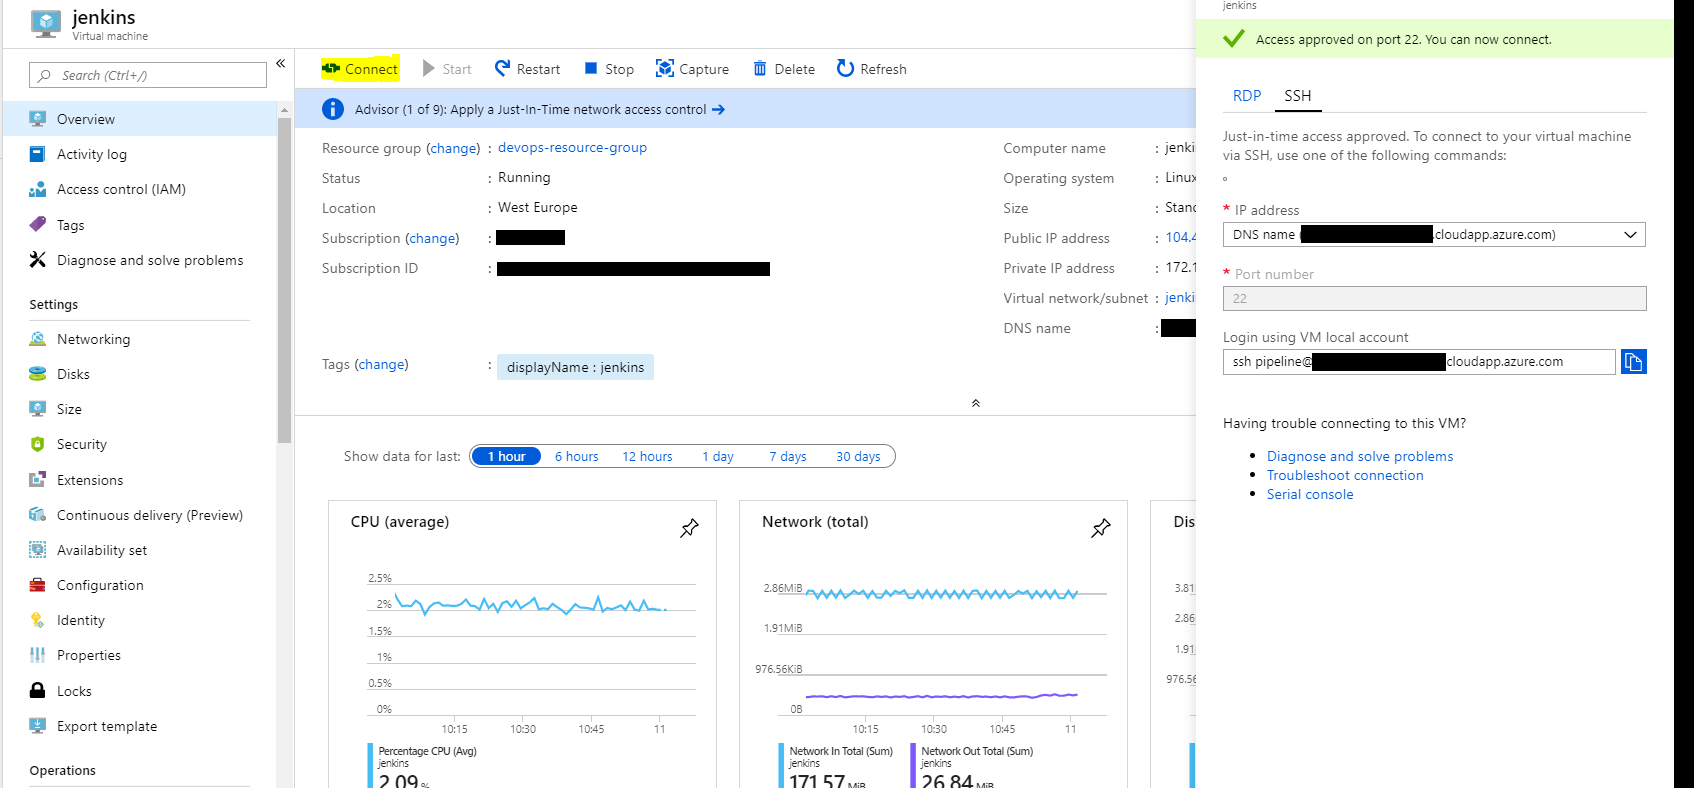 jenkins
Virtual machine
Search (Ctrl+/)
Overview
Activity log
Access control (IAM)
Tags
Diagnose and solve problems
Settings
Networking
Disks
Size
Security
Extensions
Continuous delivery (Preview)
Availability set
Configuration
Identity
Properties
Locks
Export template
Operations
Connect Start Restart Stop Capture Delete Refresh
Advisor (1 of 9): Apply a Just-In-Time network access control →
Resource group (change) : devops-resource-group
Status : Running
Location : West Europe
Subscription (change) :
Subscription ID :
Computer name : jenki
Operating system : Linux
Size : Stand
Public IP address : 104.4
Private IP address : 172.1
Virtual network/subnet : jenki
DNS name :
Tags (change) : displayName : jenkins
Show data for last: 1 hour 6 hours 12 hours 1 day 7 days 30 days
CPU (average)
2.5%
2%
1.5%
1%
0.5%
0%
10:15 10:30 10:45 11
Percentage CPU (Avg)
jenkins
2.09 %
Network (total)
2.86MiB
1.91MiB
976.56KiB
0B
10:15 10:30 10:45 11
Network In Total (Sum)
jenkins
171.57 MiB
Network Out Total (Sum)
jenkins
26.84 MiB
Dis
3.81
2.86
1.91
976.56
jenkins
Access approved on port 22. You can now connect.
RDP SSH
Just-in-time access approved. To connect to your virtual machine
via SSH, use one of the following commands:
* IP address
DNS name ( .cloudapp.azure.com)
* Port number
22
Login using VM local account
ssh pipeline@ cloudapp.azure.com
Having trouble connecting to this VM?
• Diagnose and solve problems
• Troubleshoot connection
• Serial console